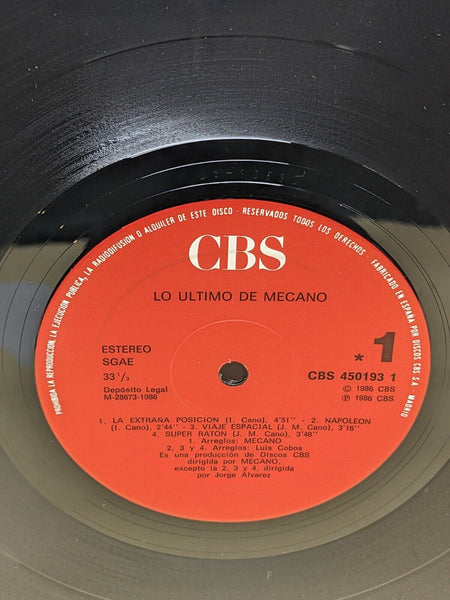 PROHIBIDA LA REPRODUCCION, LA EJECUCION PUBLICA, LA RADIODIFUSION O ALQUILER DE ESTE DISCO · RESERVADOS TODOS LOS DERECHOS · FABRICADO EN ESPAÑA POR DISCOS CBS S.A. · MADRID
CBS
LO ULTIMO DE MECANO
ESTEREO
SGAE
33 1/3
Depósito Legal
M-28673-1986
* 1
CBS 450193 1
© 1986 CBS
℗ 1986 CBS
1. LA EXTRAÑA POSICION (I. Cano), 4'51" - 2. NAPOLEON
(I. Cano), 2'44" - 3. VIAJE ESPACIAL (J. M. Cano), 3'16"
4. SUPER RATON (J. M. Cano), 3'48"
1. Arreglos: MECANO
2, 3 y 4. Arreglos: Luis Cobos
Es una producción de Discos CBS
dirigida por MECANO,
excepto la 2, 3 y 4, dirigida
por Jorge Alvarez